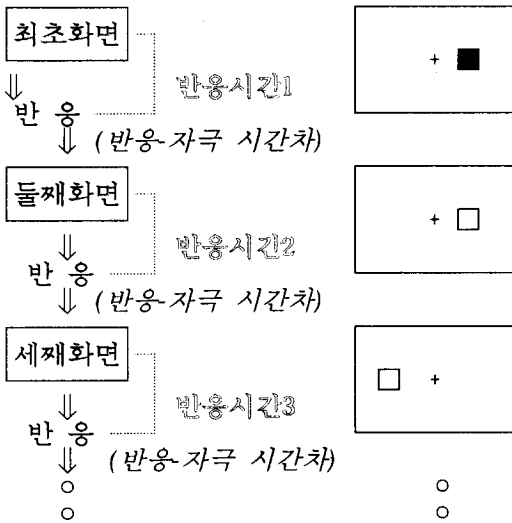 최초화면
반응시간1
반 응
(반응-자극 시간차)
둘째화면
반응시간2
반 응
(반응-자극 시간차)
세째화면
반응시간3
반 응
(반응-자극 시간차)